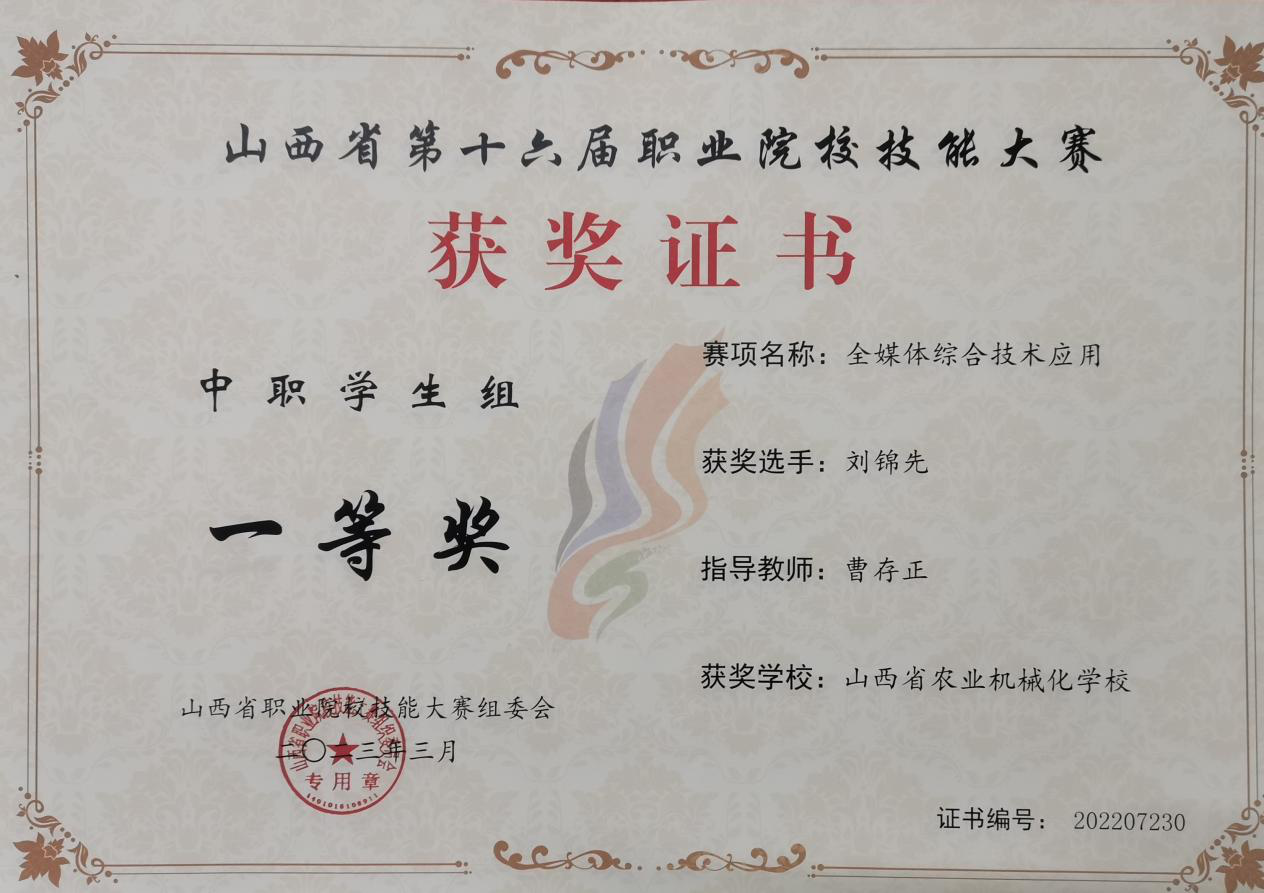 山西省第十六届职业院校技能大赛
获奖证书
中职学生组
一等奖
赛项名称：全媒体综合技术应用
获奖选手：刘锦先
指导教师：曹存正
获奖学校：山西省农业机械化学校
山西省职业院校技能大赛组委会
二〇二三年三月
专用章
证书编号：202207230